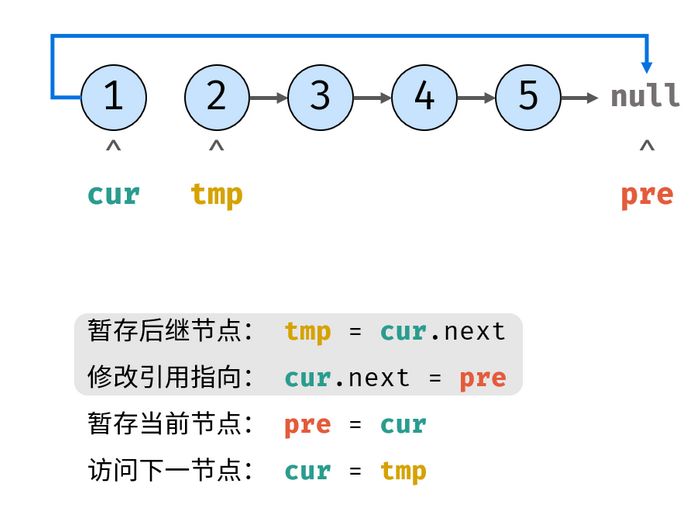 1 2 3 4 5 null
^ ^ ^
cur tmp pre
暂存后继节点： tmp = cur.next
修改引用指向： cur.next = pre
暂存当前节点： pre = cur
访问下一节点： cur = tmp